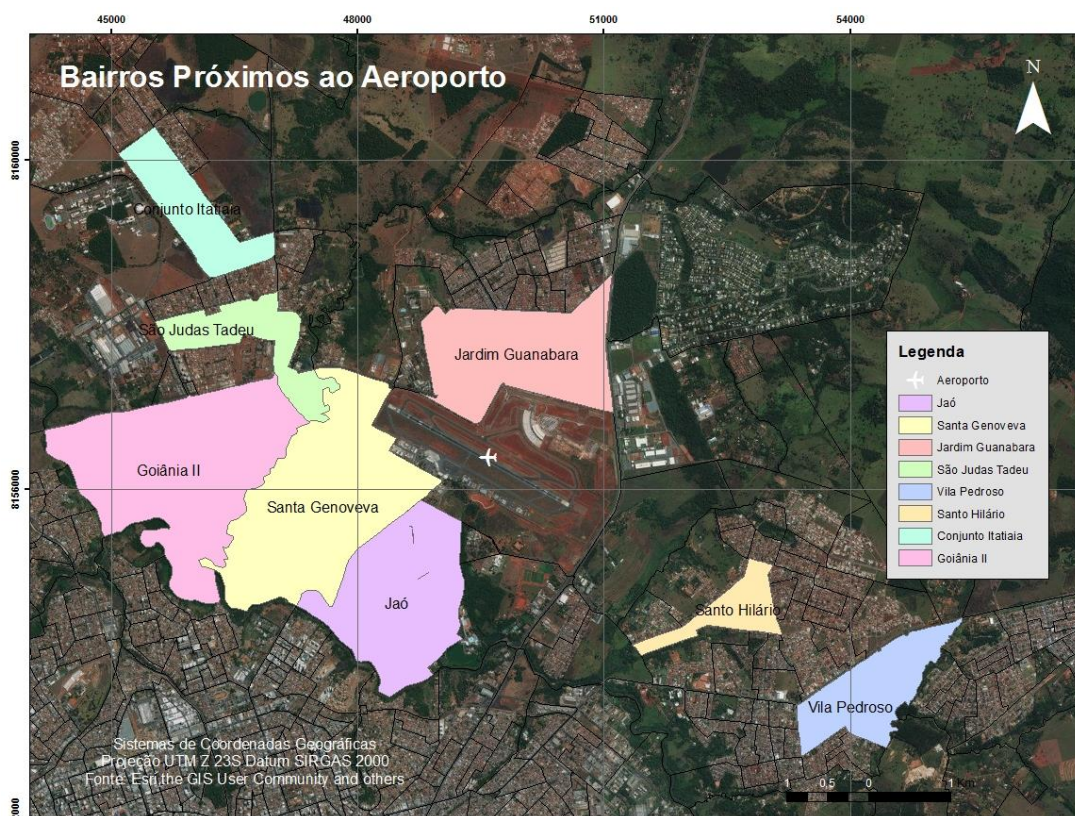 45000 48000 51000 54000
Bairros Próximos ao Aeroporto
N
8160000
Conjunto Itatiaia
São Judas Tadeu
Jardim Guanabara
Legenda
Aeroporto
Jaó
Santa Genoveva
Jardim Guanabara
São Judas Tadeu
Vila Pedroso
Santo Hilário
Conjunto Itatiaia
Goiânia II
Goiânia II
8156000
Santa Genoveva
Jaó
Santo Hilário
Vila Pedroso
Sistemas de Coordenadas Geográficas
Projeção UTM Z 23S Datum SIRGAS 2000
Fonte: Esri,the GIS User Community and others
1 0,5 0 1 Km